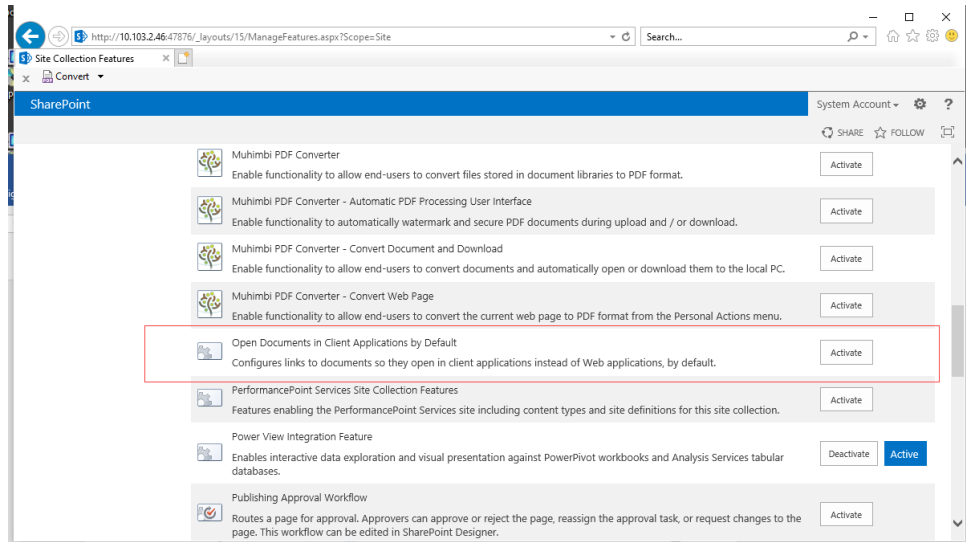 http://10.103.2.46:47876/_layouts/15/ManageFeatures.aspx?Scope=Site
Search...
Site Collection Features
x Convert
SharePoint
System Account
?
SHARE FOLLOW
Muhimbi PDF Converter
Enable functionality to allow end-users to convert files stored in document libraries to PDF format.
Activate
Muhimbi PDF Converter - Automatic PDF Processing User Interface
Enable functionality to automatically watermark and secure PDF documents during upload and / or download.
Activate
Muhimbi PDF Converter - Convert Document and Download
Enable functionality to allow end-users to convert documents and automatically open or download them to the local PC.
Activate
Muhimbi PDF Converter - Convert Web Page
Enable functionality to allow end-users to convert the current web page to PDF format from the Personal Actions menu.
Activate
Open Documents in Client Applications by Default
Configures links to documents so they open in client applications instead of Web applications, by default.
Activate
PerformancePoint Services Site Collection Features
Features enabling the PerformancePoint Services site including content types and site definitions for this site collection.
Activate
Power View Integration Feature
Enables interactive data exploration and visual presentation against PowerPivot workbooks and Analysis Services tabular
databases.
Deactivate Active
Publishing Approval Workflow
Routes a page for approval. Approvers can approve or reject the page, reassign the approval task, or request changes to the
page. This workflow can be edited in SharePoint Designer.
Activate